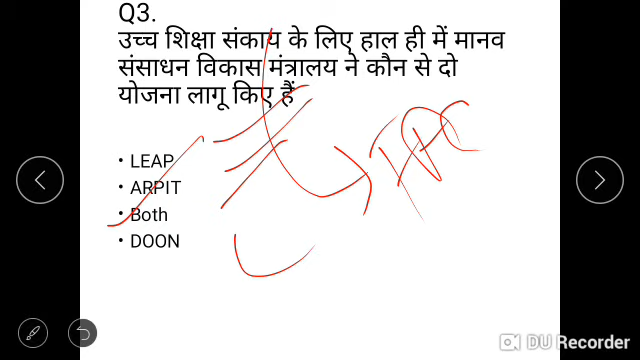 Q3.
उच्च शिक्षा संकाय के लिए हाल ही में मानव
संसाधन विकास मंत्रालय ने कौन से दो
योजना लागू किए हैं
• LEAP
• ARPIT
• Both
• DOON
DU Recorder